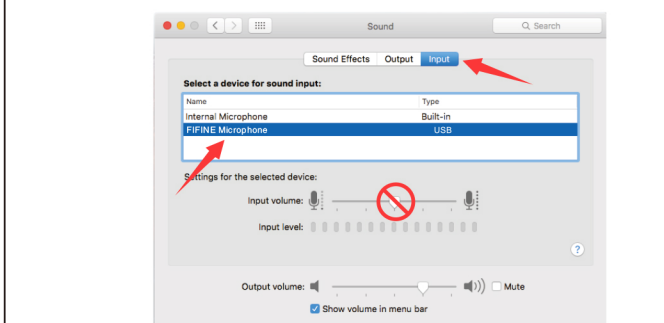 Sound
Search
Sound Effects Output Input
Select a device for sound input:
Name Type
Internal Microphone Built-in
FIFINE Microphone USB
Settings for the selected device:
Input volume:
Input level:
?
Output volume: Mute
Show volume in menu bar